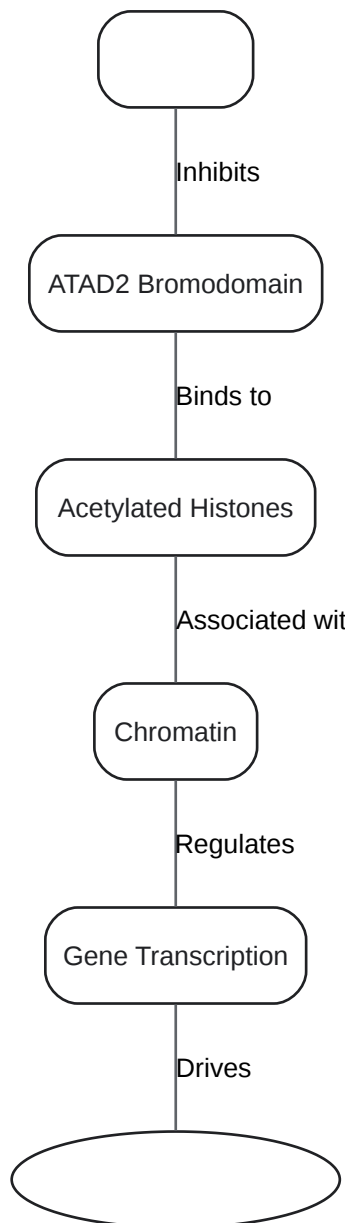 Inhibits
ATAD2 Bromodomain
Binds to
Acetylated Histones
Associated wit
Chromatin
Regulates
Gene Transcription
Drives